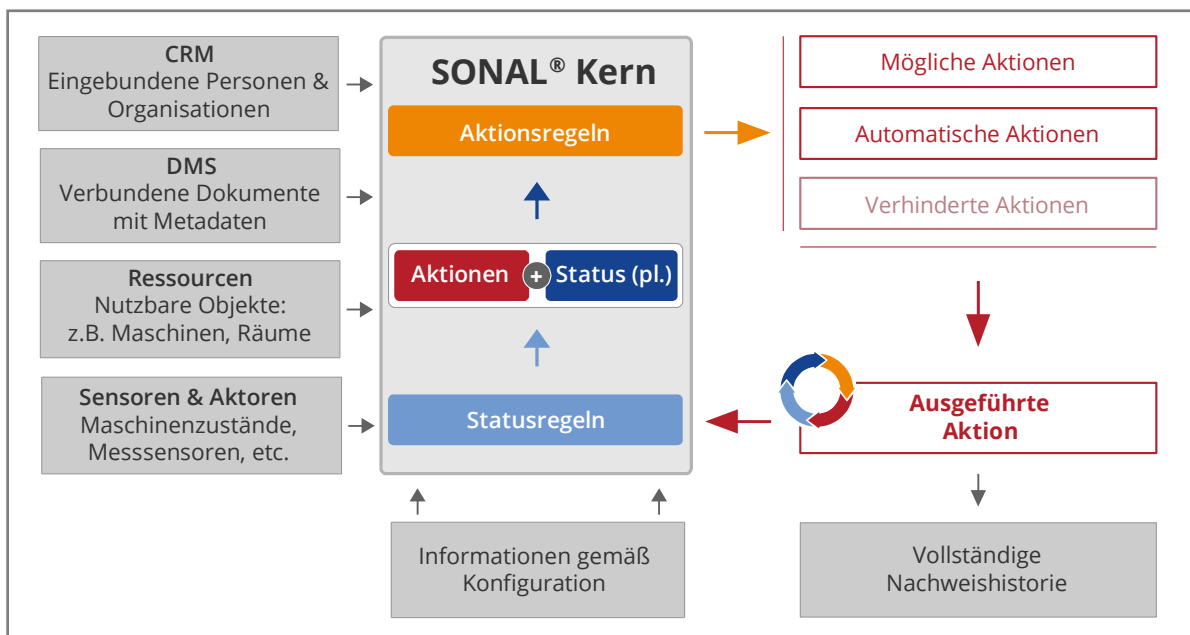 CRM
Eingebundene Personen &
Organisationen
DMS
Verbundene Dokumente
mit Metadaten
Ressourcen
Nutzbare Objekte:
z.B. Maschinen, Räume
Sensoren & Aktoren
Maschinenzustände,
Messsensoren, etc.
SONAL® Kern
Aktionsregeln
Aktionen + Status (pl.)
Statusregeln
Informationen gemäß
Konfiguration
Mögliche Aktionen
Automatische Aktionen
Verhinderte Aktionen
Ausgeführte
Aktion
Vollständige
Nachweishistorie